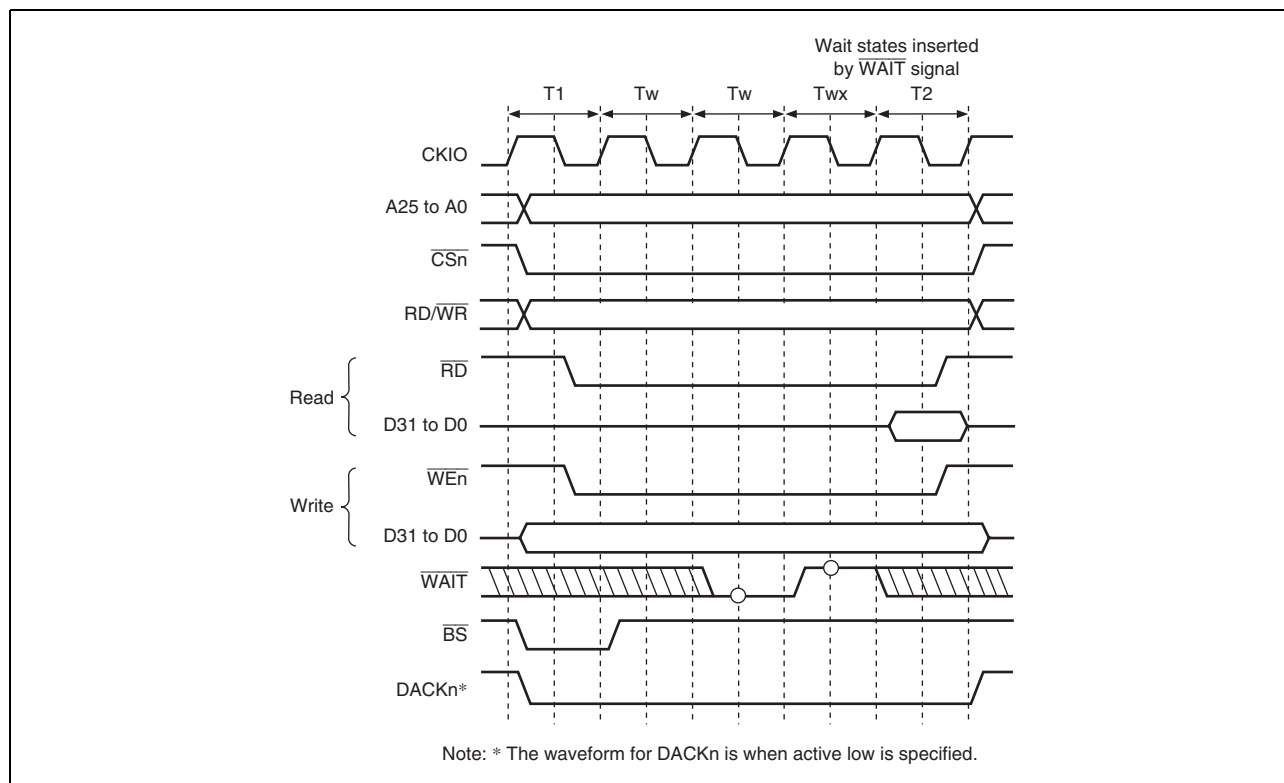 Wait states inserted
by WAIT signal
T1 Tw Tw Twx T2
CKIO
A25 to A0
CSn
RD/WR
Read
RD
D31 to D0
Write
WEn
D31 to D0
WAIT
BS
DACKn*
Note: * The waveform for DACKn is when active low is specified.